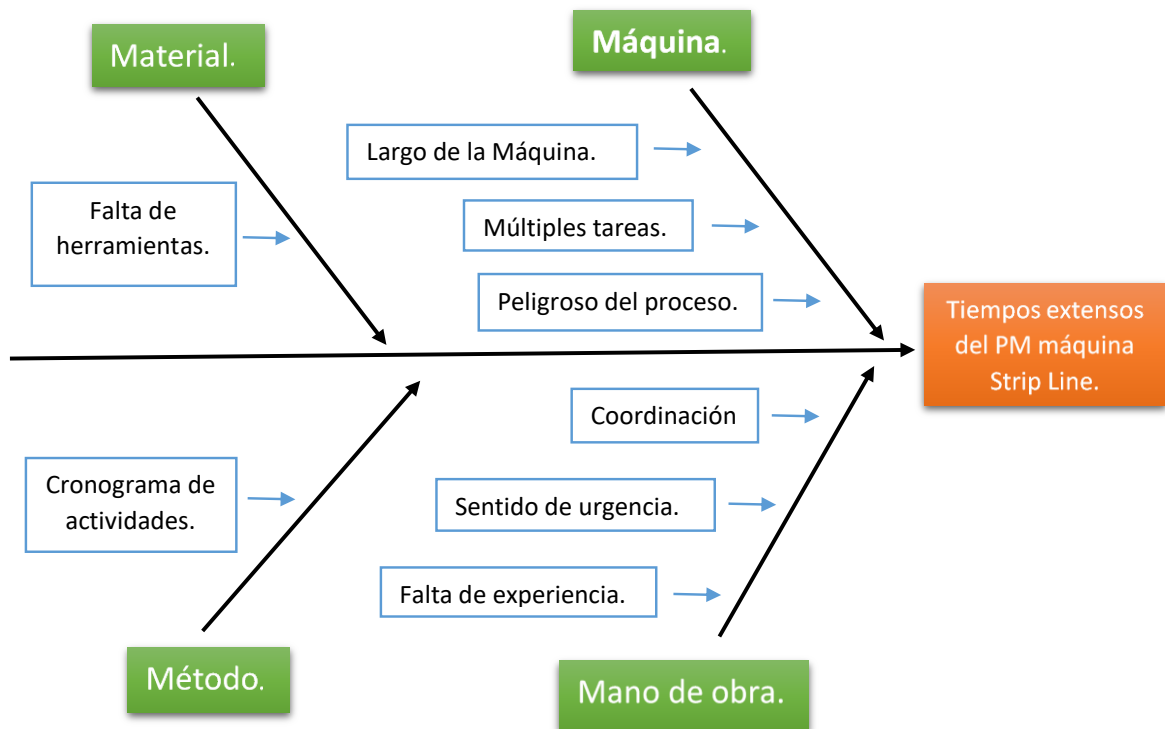 Material.
Máquina.
Largo de la Máquina.
Falta de
herramientas.
Múltiples tareas.
Peligroso del proceso.
Tiempos extensos
del PM máquina
Strip Line.
Coordinación
Cronograma de
actividades.
Sentido de urgencia.
Falta de experiencia.
Método.
Mano de obra.